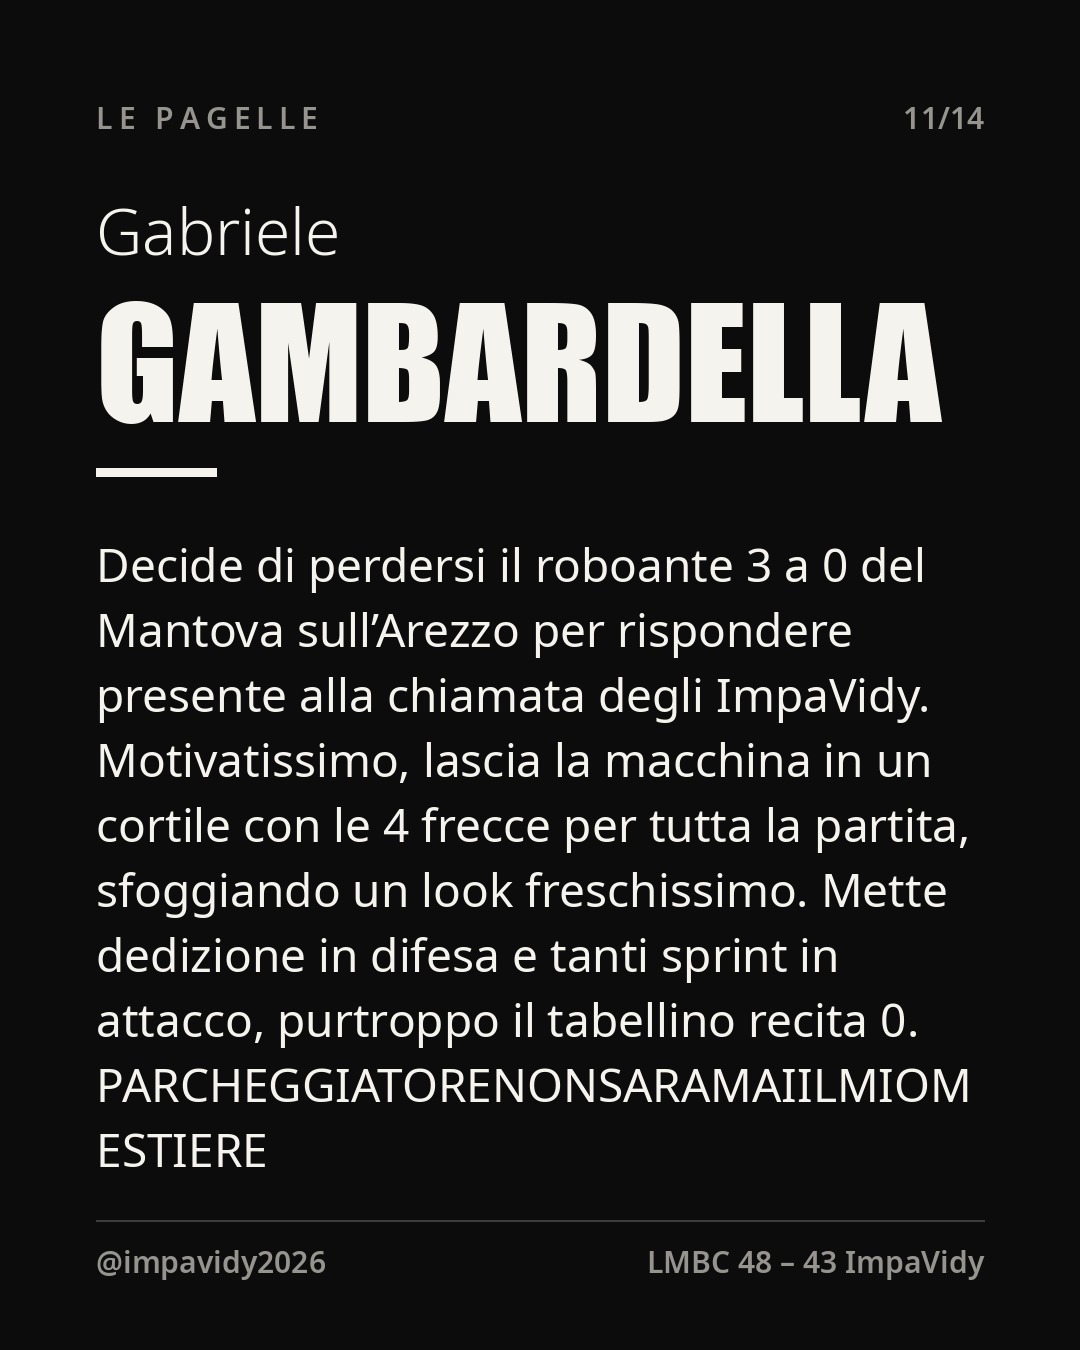 LE PAGELLE
11/14
Gabriele
GAMBARDELLA
Decide di perdersi il roboante 3 a 0 del
Mantova sull’Arezzo per rispondere
presente alla chiamata degli ImpaVidy.
Motivatissimo, lascia la macchina in un
cortile con le 4 frecce per tutta la partita,
sfoggiando un look freschissimo. Mette
dedizione in difesa e tanti sprint in
attacco, purtroppo il tabellino recita 0.
PARCHEGGIATORENONSARAMAIILMIOM
ESTIERE
@impavidy2026
LMBC 48 – 43 ImpaVidy